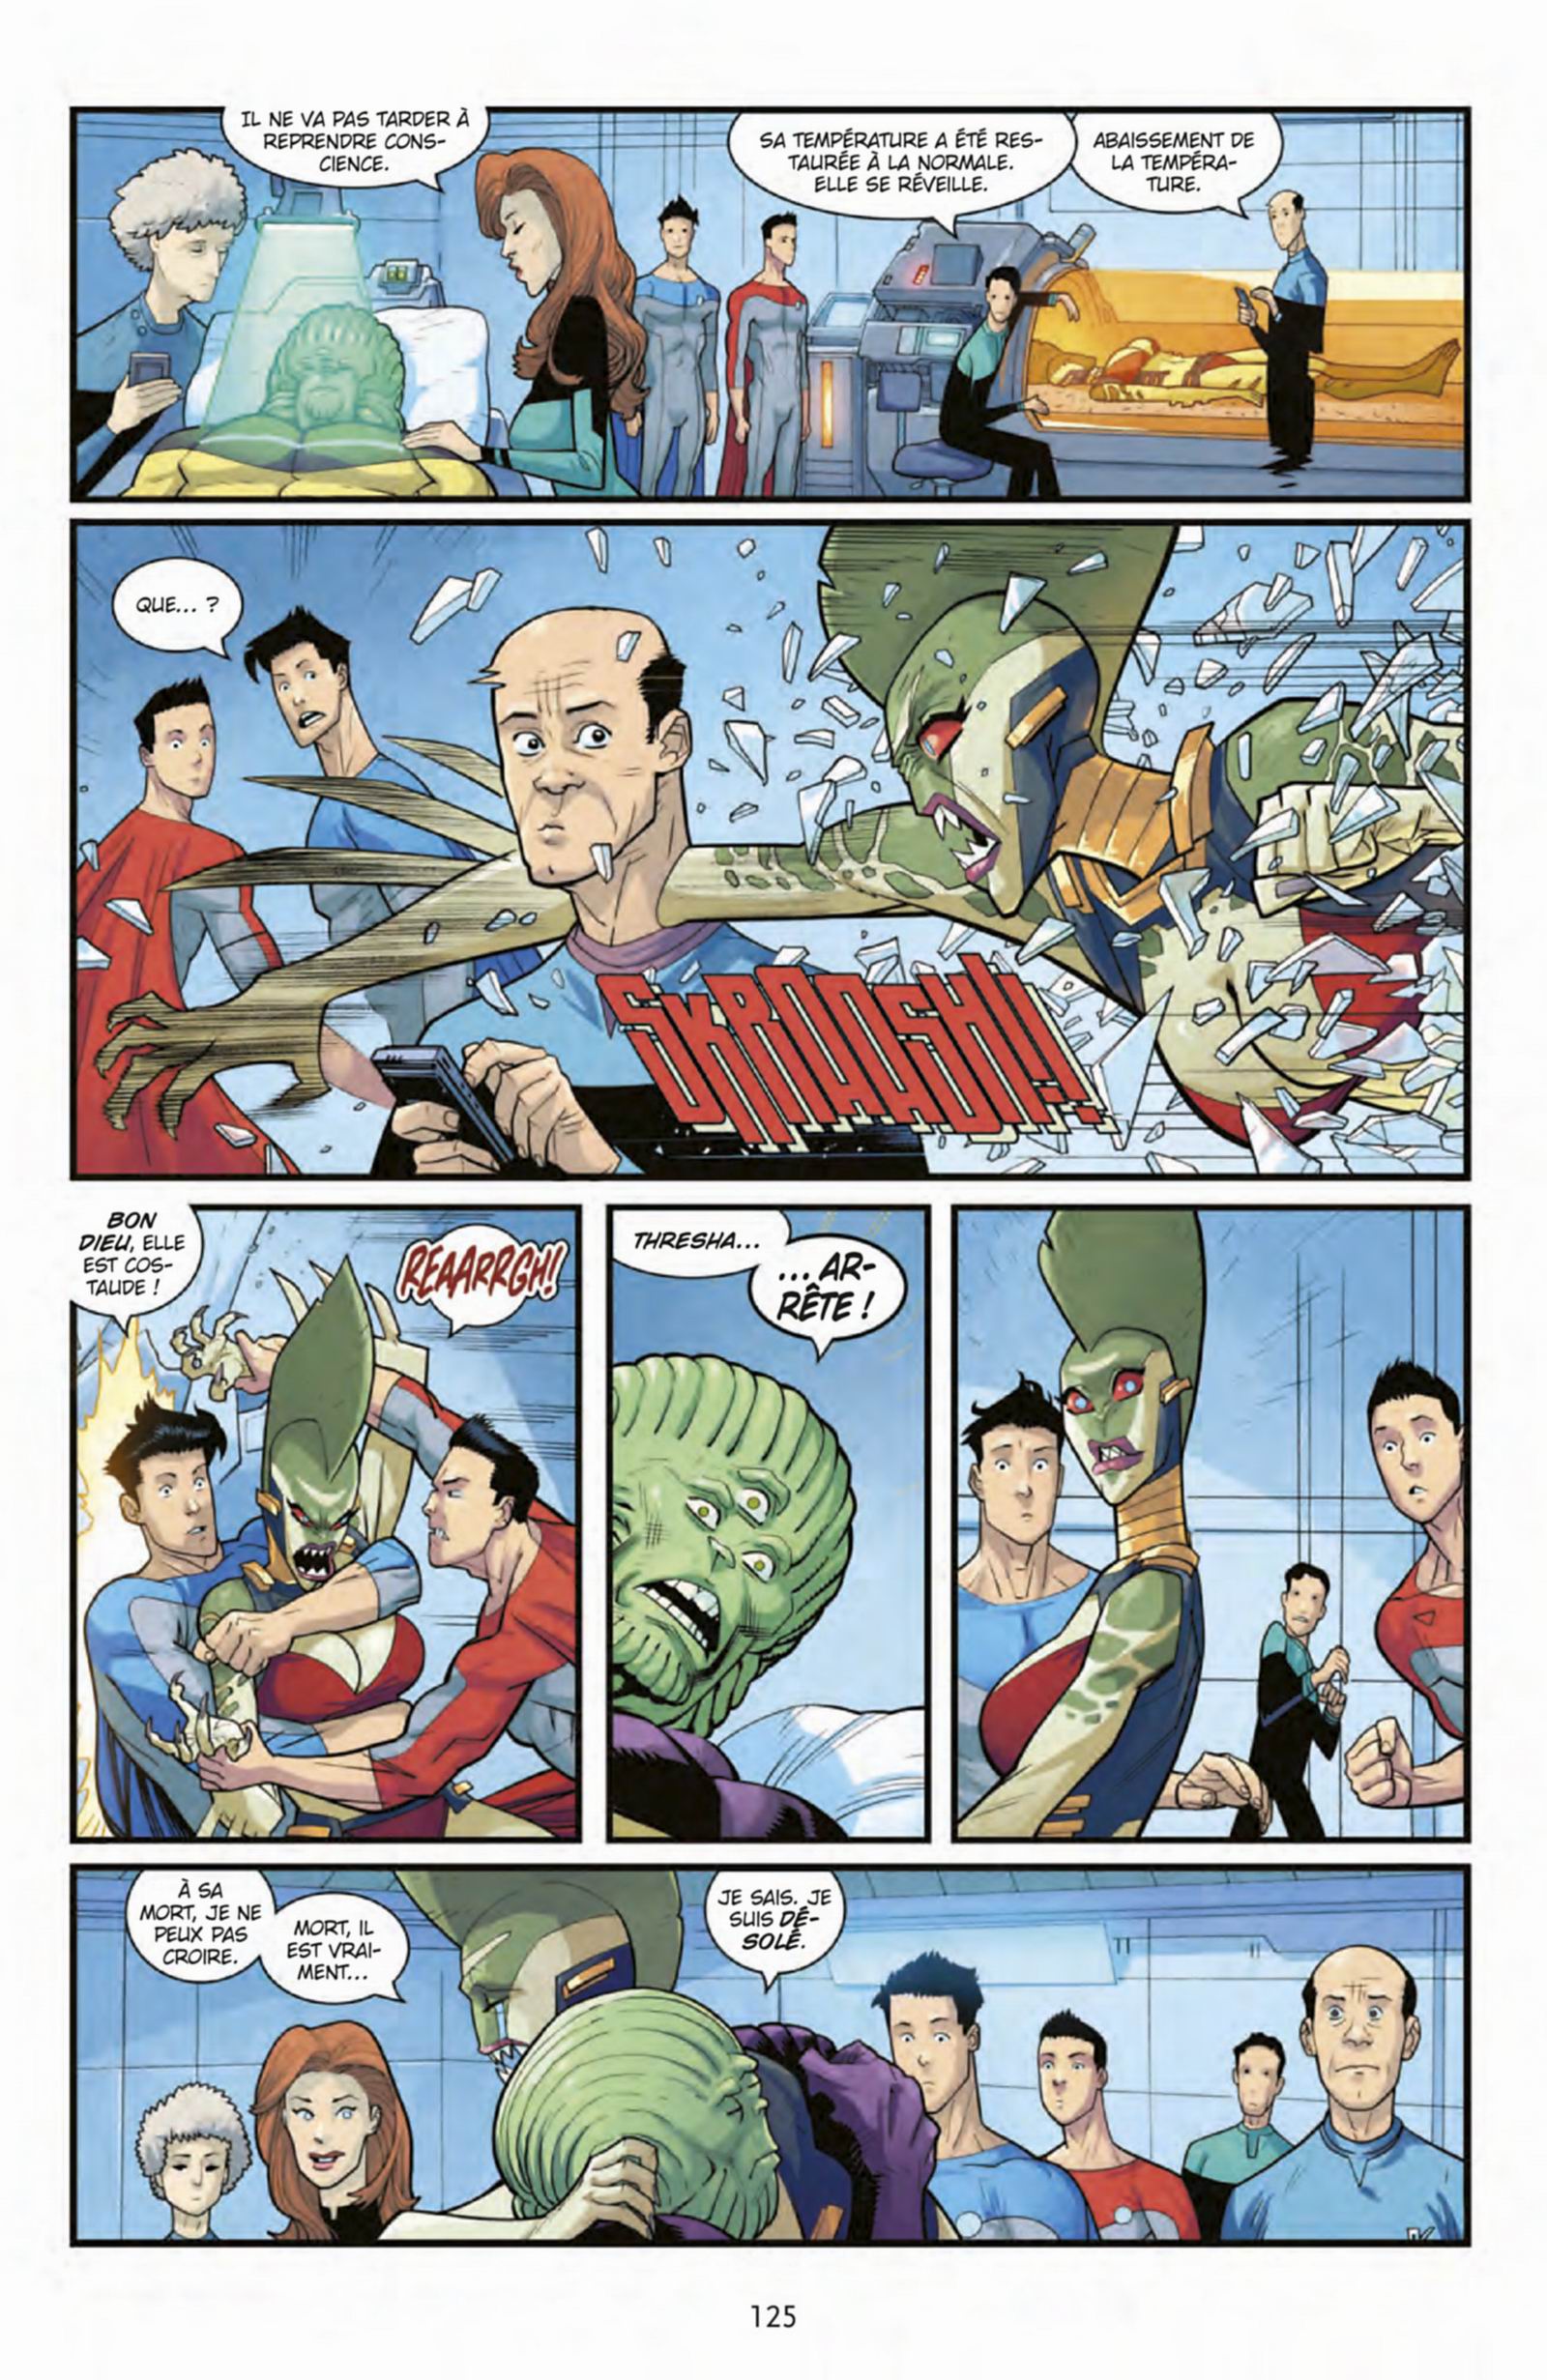 IL NE VA PAS TARDER À
REPRENDRE CONS-
CIENCE.
SA TEMPÉRATURE A ÉTÉ RES-
TAURÉE À LA NORMALE.
ELLE SE RÉVEILLE.
ABAISSEMENT DE
LA TEMPÉRA-
TURE.
QUE... ?
SKROAASH!!
BON
DIEU, ELLE
EST COS-
TAUDE !
REAARRGH!
THRESHA...
... AR-
RÊTE !
À SA
MORT, JE NE
PEUX PAS
CROIRE.
MORT, IL
EST VRAI-
MENT...
JE SAIS. JE
SUIS DÉ-
SOLÉ.
125